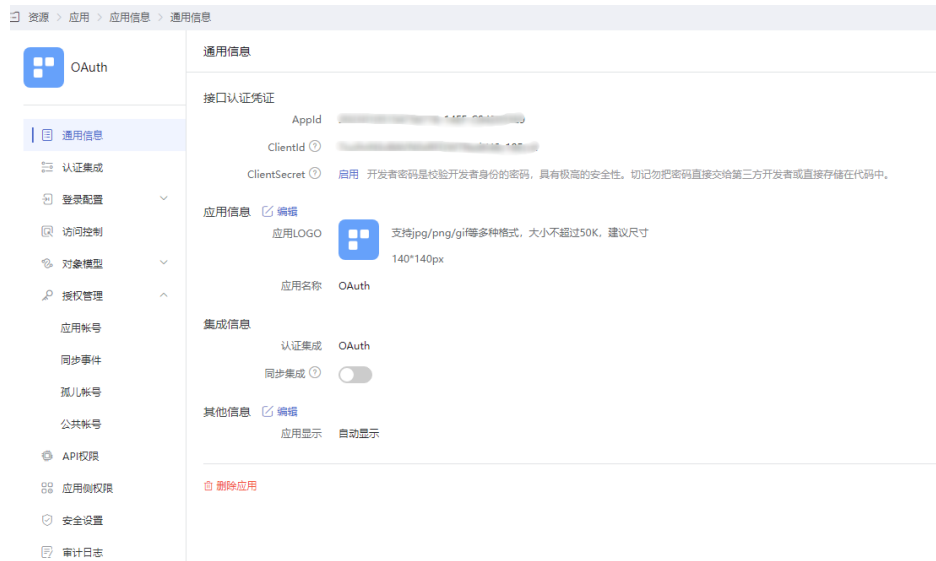 资源 > 应用 > 应用信息 > 通用信息
OAuth
通用信息
认证集成
登录配置
访问控制
对象模型
授权管理
应用帐号
同步事件
孤儿帐号
公共帐号
API权限
应用侧权限
安全设置
审计日志
通用信息
接口认证凭证
AppId
ClientId
ClientSecret 启用 开发者密码是校验开发者身份的密码，具有极高的安全性。切记勿把密码直接交给第三方开发者或直接存储在代码中。
应用信息 编辑
应用LOGO 支持jpg/png/gif等多种格式，大小不超过50K，建议尺寸
140*140px
应用名称 OAuth
集成信息
认证集成 OAuth
同步集成
其他信息 编辑
应用显示 自动显示
删除应用